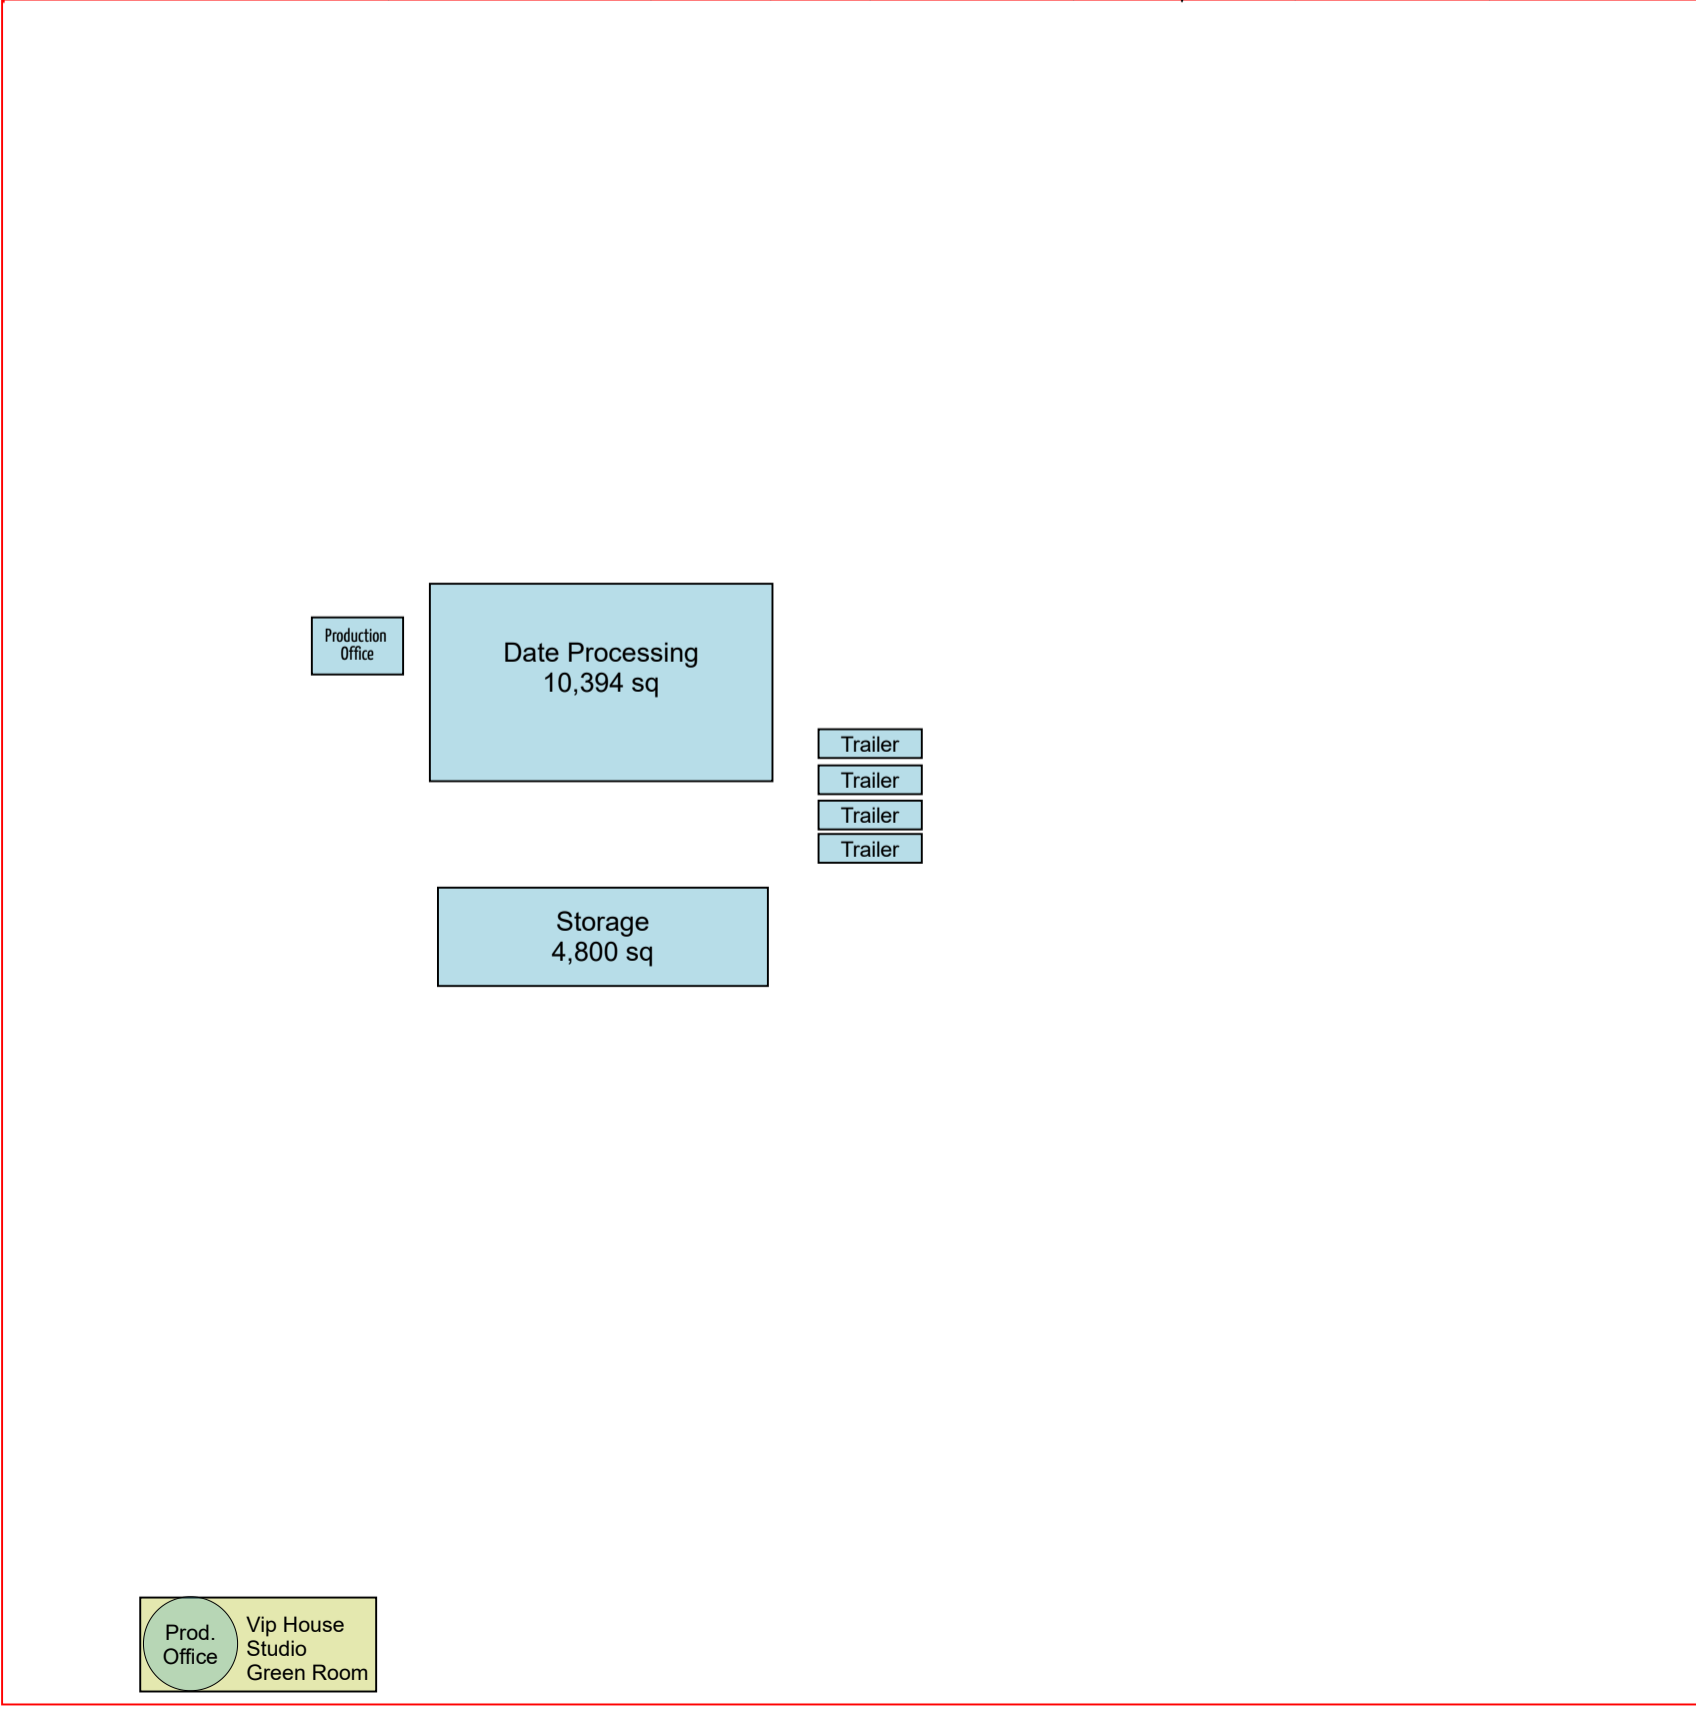 Production
Office
Date Processing
10,394 sq
Trailer
Trailer
Trailer
Trailer
Storage
4,800 sq
Prod.
Office
Vip House
Studio
Green Room